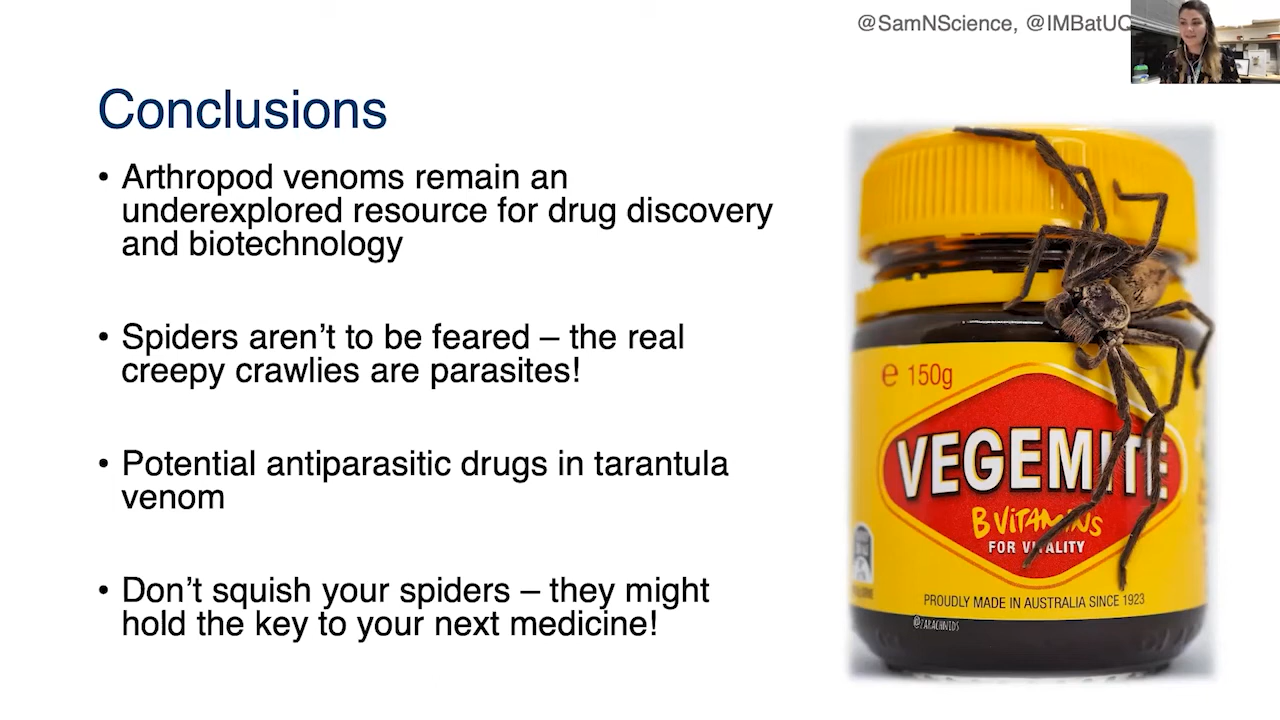 @SamNScience, @IMBatUQ
Conclusions
• Arthropod venoms remain an
underexplored resource for drug discovery
and biotechnology
• Spiders aren’t to be feared – the real
creepy crawlies are parasites!
• Potential antiparasitic drugs in tarantula
venom
• Don’t squish your spiders – they might
hold the key to your next medicine!
e 150g
VEGEMITE
B VITAMINS
FOR VITALITY
PROUDLY MADE IN AUSTRALIA SINCE 1923
@ZARACHNIDS